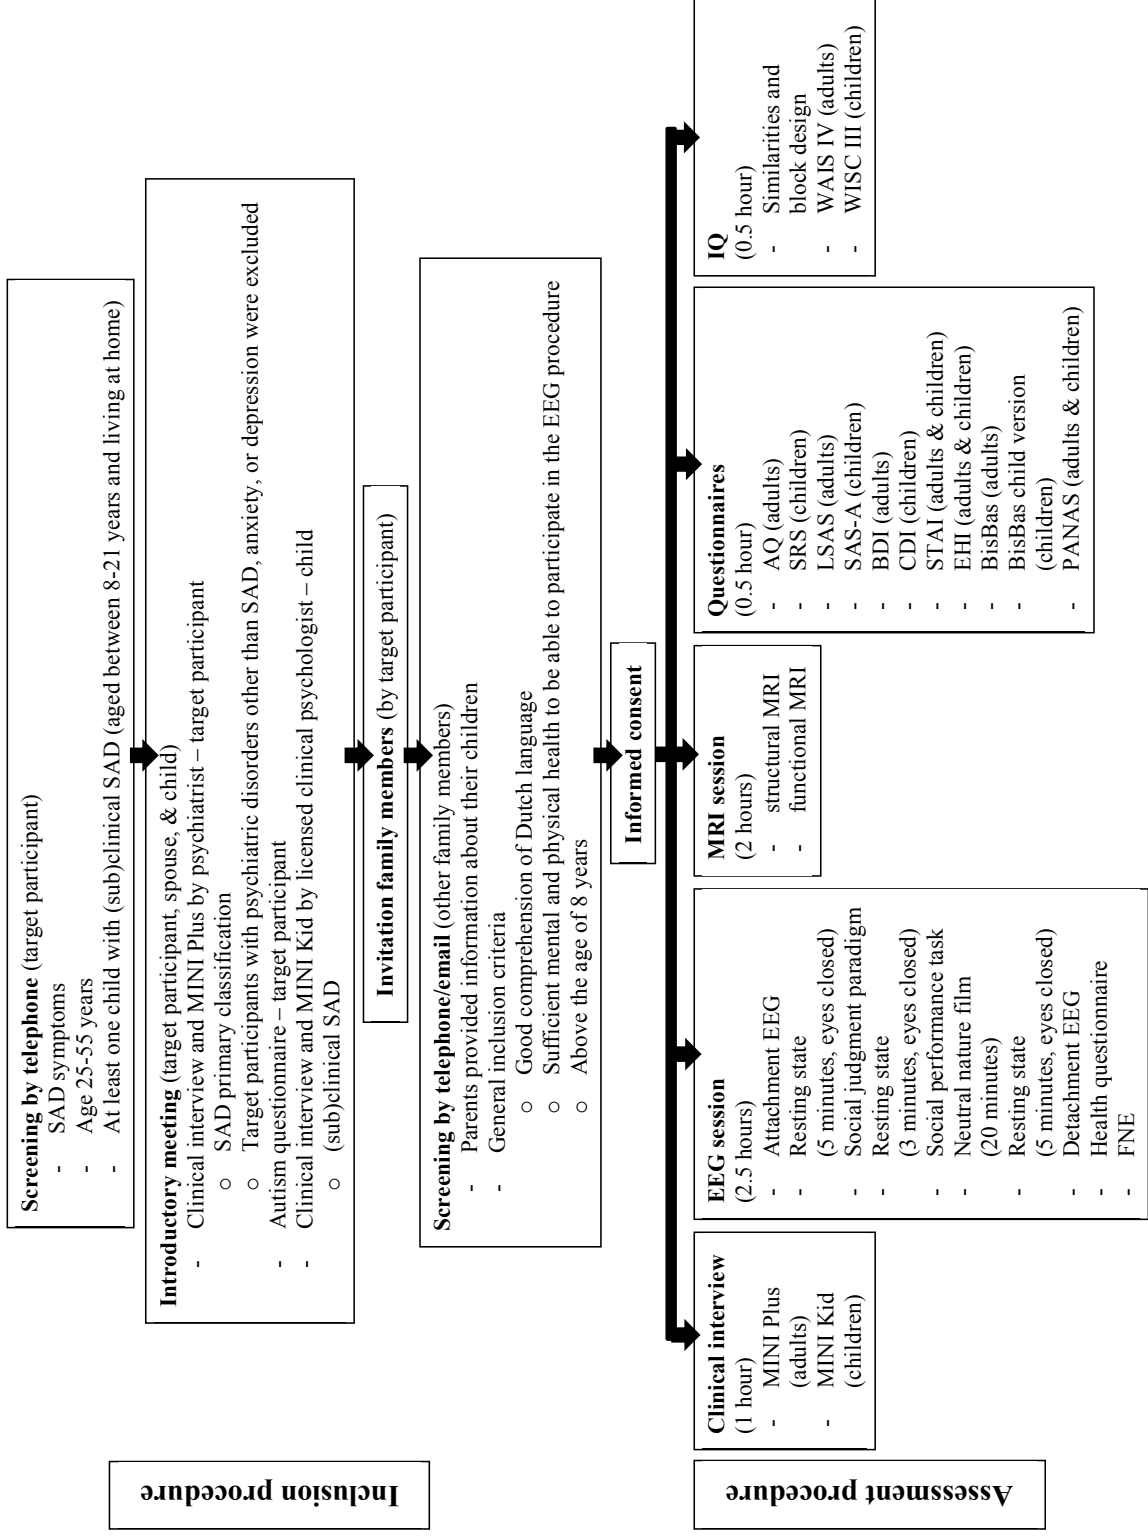 Inclusion procedure
Screening by telephone (target participant)
- SAD symptoms
- Age 25-55 years
- At least one child with (sub)clinical SAD (aged between 8-21 years and living at home)
Introductory meeting (target participant, spouse, & child)
- Clinical interview and MINI Plus by psychiatrist – target participant
○ SAD primary classification
○ Target participants with psychiatric disorders other than SAD, anxiety, or depression were excluded
- Autism questionnaire – target participant
- Clinical interview and MINI Kid by licensed clinical psychologist – child
○ (sub)clinical SAD
Invitation family members (by target participant)
Screening by telephone/email (other family members)
- Parents provided information about their children
- General inclusion criteria
○ Good comprehension of Dutch language
○ Sufficient mental and physical health to be able to participate in the EEG procedure
○ Above the age of 8 years
Informed consent
Assessment procedure
Clinical interview
(1 hour)
- MINI Plus
(adults)
- MINI Kid
(children)
EEG session
(2.5 hours)
- Attachment EEG
- Resting state
(5 minutes, eyes closed)
- Social judgment paradigm
- Resting state
(3 minutes, eyes closed)
- Social performance task
- Neutral nature film
(20 minutes)
- Resting state
(5 minutes, eyes closed)
- Detachment EEG
- Health questionnaire
- FNE
MRI session
(2 hours)
- structural MRI
- functional MRI
Questionnaires
(0.5 hour)
- AQ (adults)
- SRS (children)
- LSAS (adults)
- SAS-A (children)
- BDI (adults)
- CDI (children)
- STAI (adults & children)
- EHI (adults & children)
- BisBas (adults)
- BisBas child version
(children)
- PANAS (adults & children)
IQ
(0.5 hour)
- Similarities and
block design
- WAIS IV (adults)
- WISC III (children)